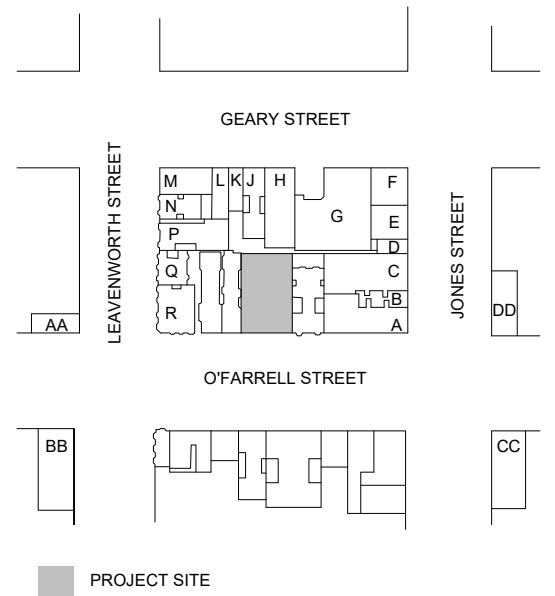 GEARY STREET
LEAVENWORTH STREET
JONES STREET
M
L
K
J
H
F
N
G
E
P
D
Q
C
B
R
A
AA
DD
O'FARRELL STREET
BB
CC
PROJECT SITE